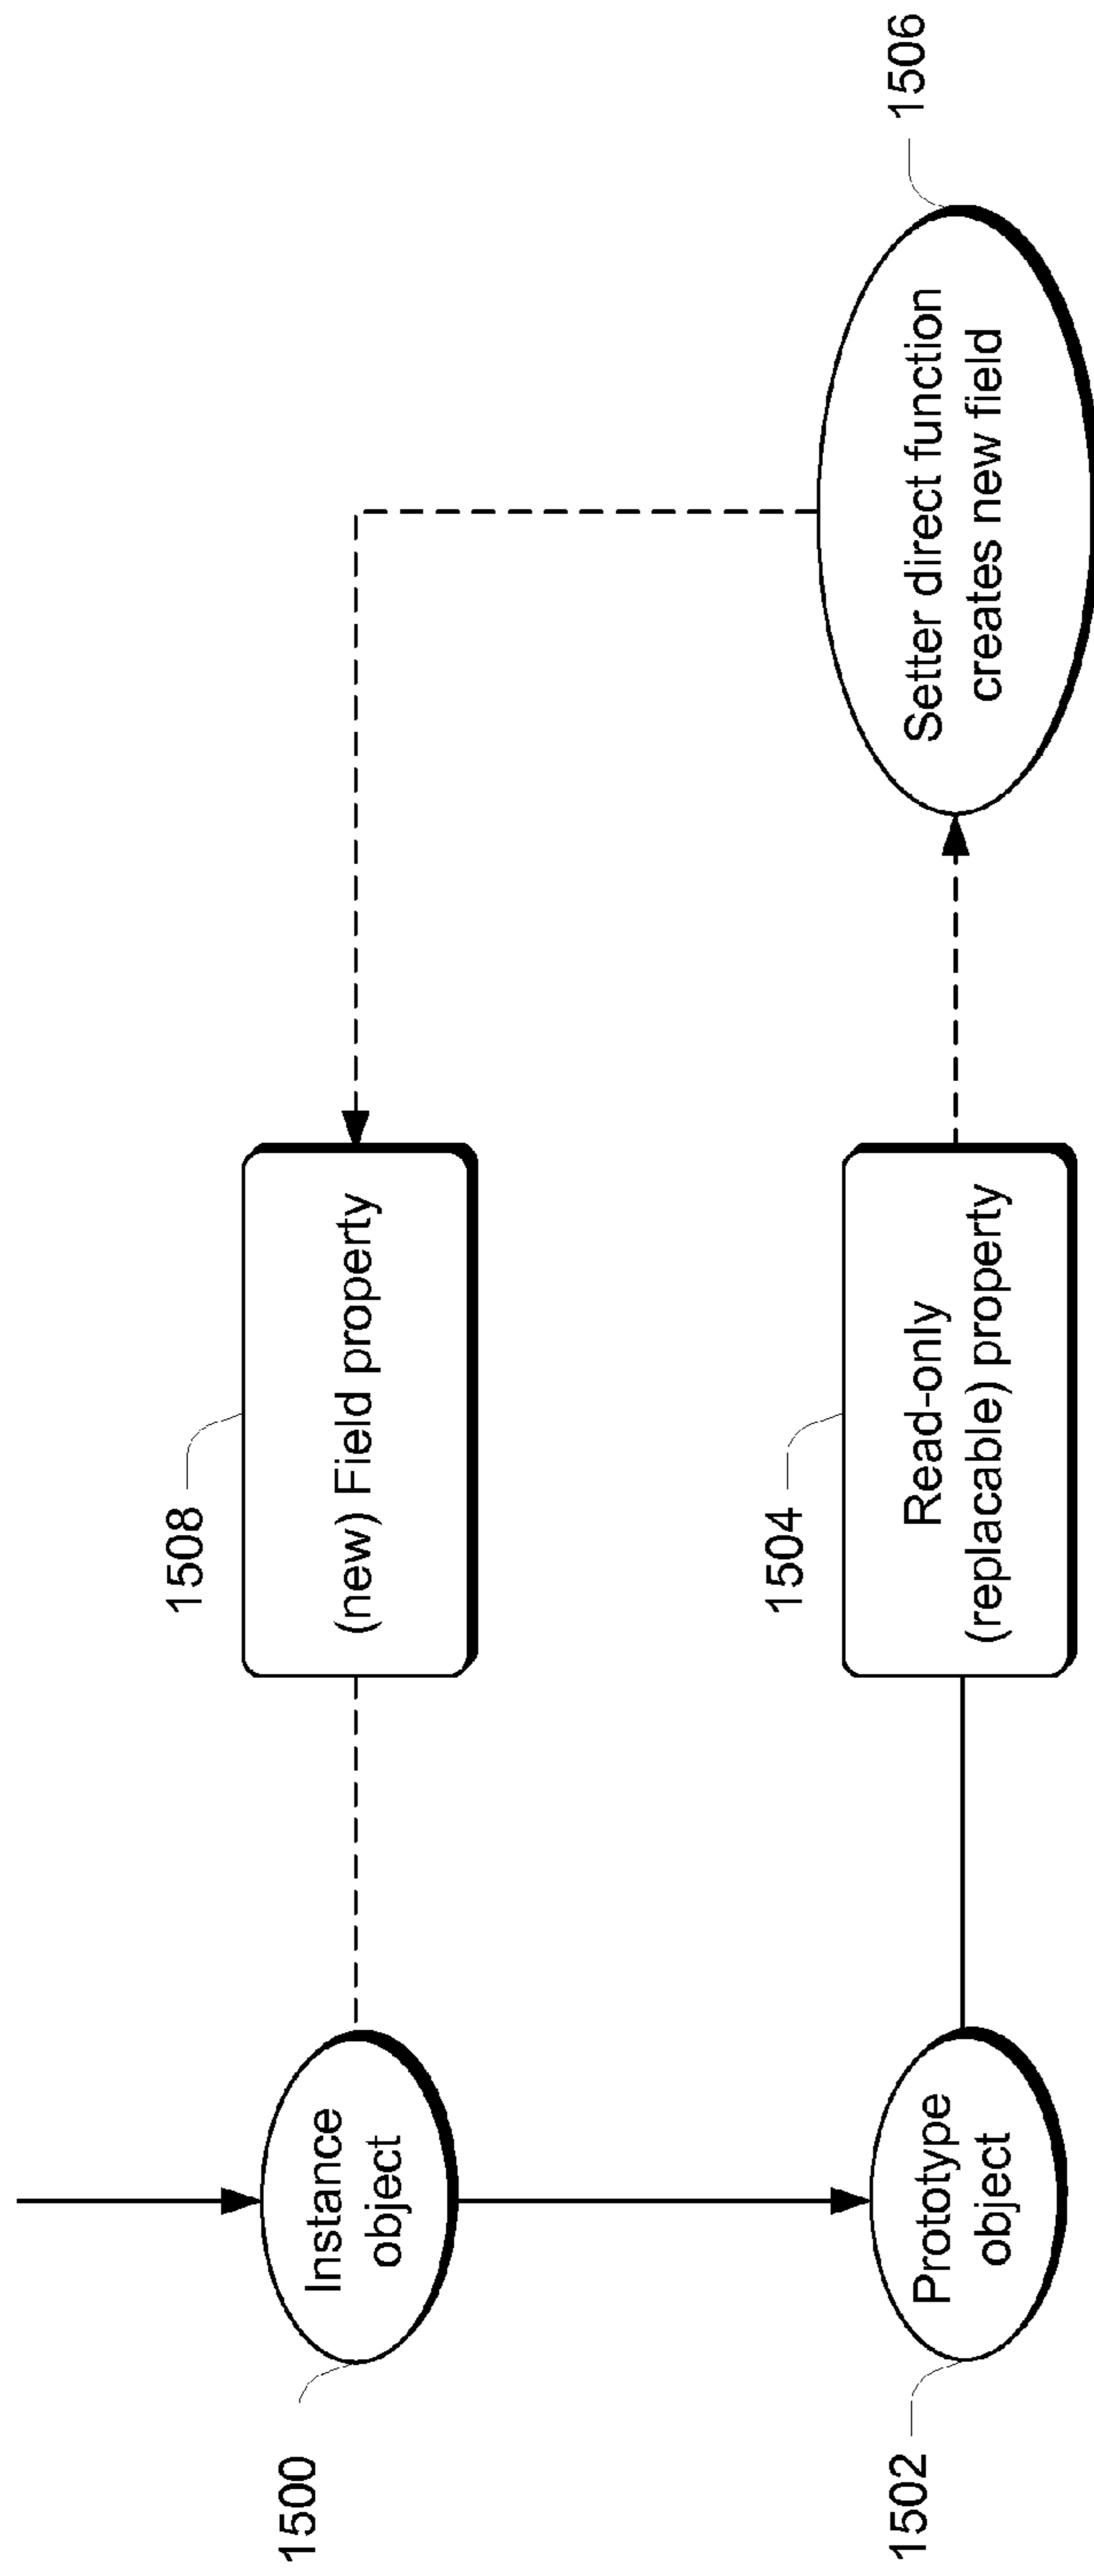 1500
Instance
object
1508
(new) Field property
1502
Prototype
object
1504
Read-only
(replacable) property
1506
Setter direct function
creates new field